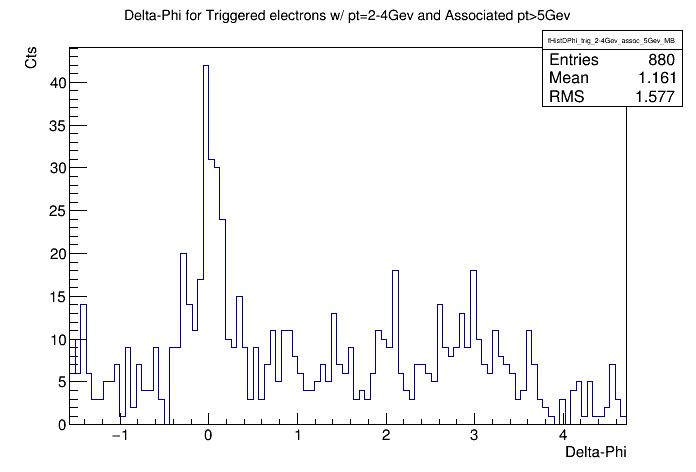 Delta-Phi for Triggered electrons w/ pt=2-4Gev and Associated pt>5Gev
fHistDPhi_trig_2-4Gev_assoc_5Gev_MB
Entries 880
Mean 1.161
RMS 1.577
Cts
40
35
30
25
20
15
10
5
0
−1 0 1 2 3 4
Delta-Phi